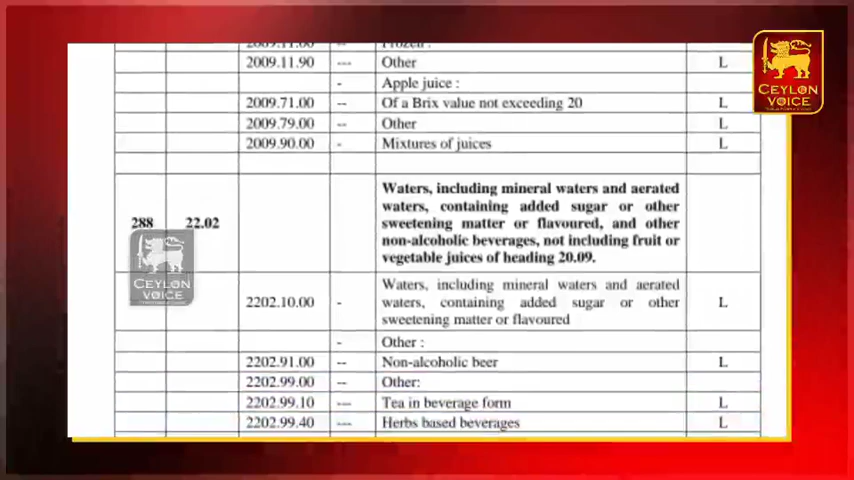 2009.11.00 -- Frozen :
2009.11.90 --- Other L
- Apple juice :
2009.71.00 -- Of a Brix value not exceeding 20 L
2009.79.00 -- Other L
2009.90.00 - Mixtures of juices L
288 22.02 Waters, including mineral waters and aerated
waters, containing added sugar or other
sweetening matter or flavoured, and other
non-alcoholic beverages, not including fruit or
vegetable juices of heading 20.09.
2202.10.00 - Waters, including mineral waters and aerated
waters, containing added sugar or other
sweetening matter or flavoured L
- Other :
2202.91.00 -- Non-alcoholic beer L
2202.99.00 -- Other:
2202.99.10 --- Tea in beverage form L
2202.99.40 --- Herbs based beverages L
CEYLON
VOICE
CEYLON
VOICE